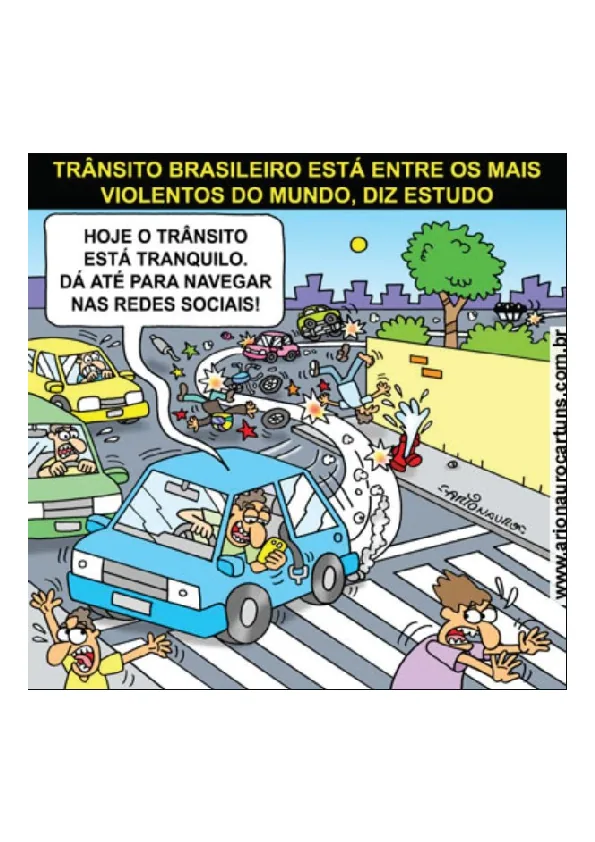 TRÂNSITO BRASILEIRO ESTÁ ENTRE OS MAIS
VIOLENTOS DO MUNDO, DIZ ESTUDO
HOJE O TRÂNSITO
ESTÁ TRANQUILO.
DÁ ATÉ PARA NAVEGAR
NAS REDES SOCIAIS!
www.arionaurocartuns.com.br
ARIONAURO